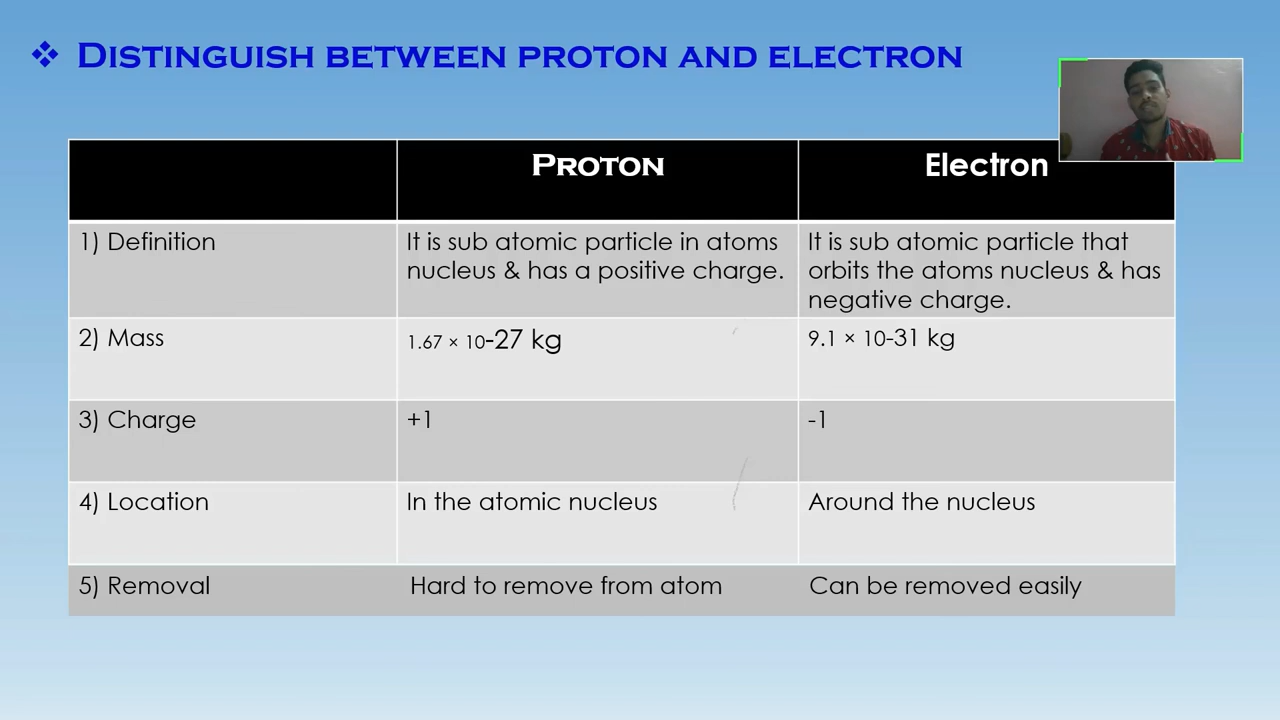 ❖ Distinguish between proton and electron
Proton Electron
1) Definition
It is sub atomic particle in atoms
nucleus & has a positive charge.
It is sub atomic particle that
orbits the atoms nucleus & has
negative charge.
2) Mass
1.67 × 10-27 kg
9.1 × 10-31 kg
3) Charge
+1
-1
4) Location
In the atomic nucleus
Around the nucleus
5) Removal
Hard to remove from atom
Can be removed easily